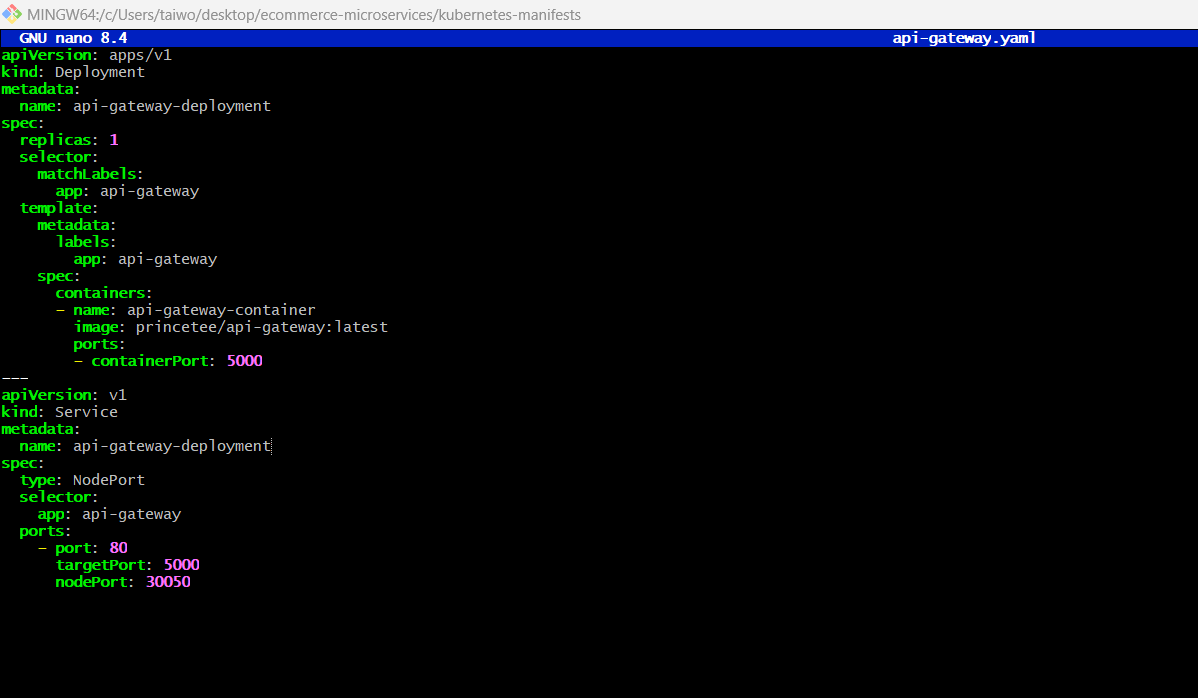 MINGW64:/c/Users/taiwo/desktop/ecommerce-microservices/kubernetes-manifests
GNU nano 8.4 api-gateway.yaml
apiVersion: apps/v1
kind: Deployment
metadata:
  name: api-gateway-deployment
spec:
  replicas: 1
  selector:
    matchLabels:
      app: api-gateway
  template:
    metadata:
      labels:
        app: api-gateway
    spec:
      containers:
      - name: api-gateway-container
        image: princetee/api-gateway:latest
        ports:
        - containerPort: 5000
---
apiVersion: v1
kind: Service
metadata:
  name: api-gateway-deployment
spec:
  type: NodePort
  selector:
    app: api-gateway
  ports:
    - port: 80
      targetPort: 5000
      nodePort: 30050